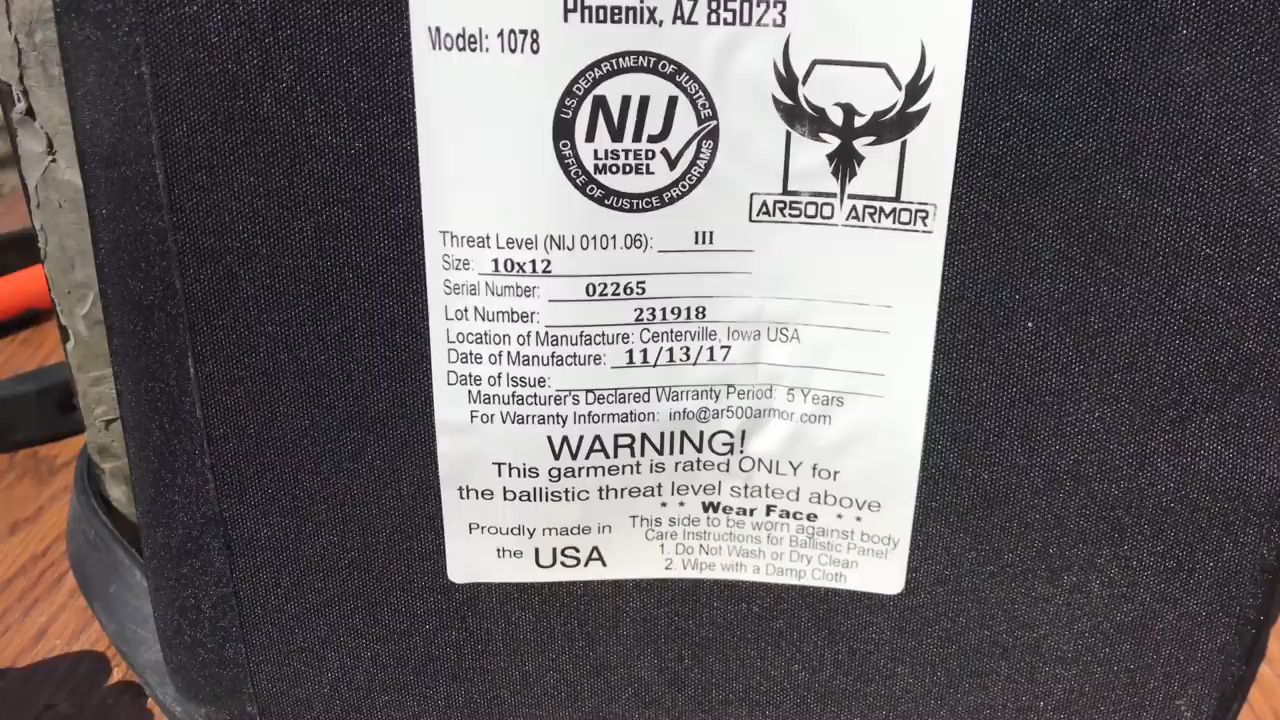 Phoenix, AZ 85023
Model: 1078
U.S. DEPARTMENT OF JUSTICE
NIJ
LISTED
MODEL
OFFICE OF JUSTICE PROGRAMS
AR500 ARMOR
Threat Level (NIJ 0101.06): III
Size: 10x12
Serial Number: 02265
Lot Number: 231918
Location of Manufacture: Centerville, Iowa USA
Date of Manufacture: 11/13/17
Date of Issue:
Manufacturer's Declared Warranty Period: 5 Years
For Warranty Information: info@ar500armor.com
WARNING!
This garment is rated ONLY for
the ballistic threat level stated above
* * Wear Face * *
This side to be worn against body
Care Instructions for Ballistic Panel
1. Do Not Wash or Dry Clean
2. Wipe with a Damp Cloth
Proudly made in
the USA